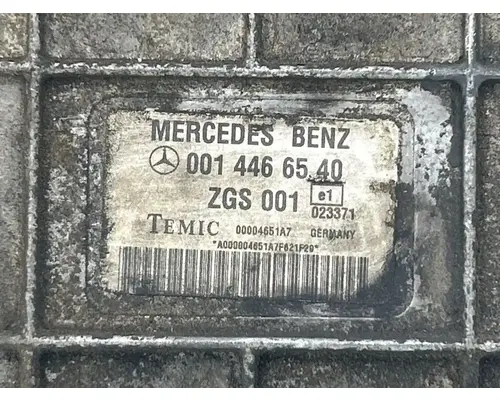 MERCEDES BENZ
001 446 65 40
ZGS 001 e1
023371
TEMIC 00004651A7 GERMANY
*A000004651A7F621F29*